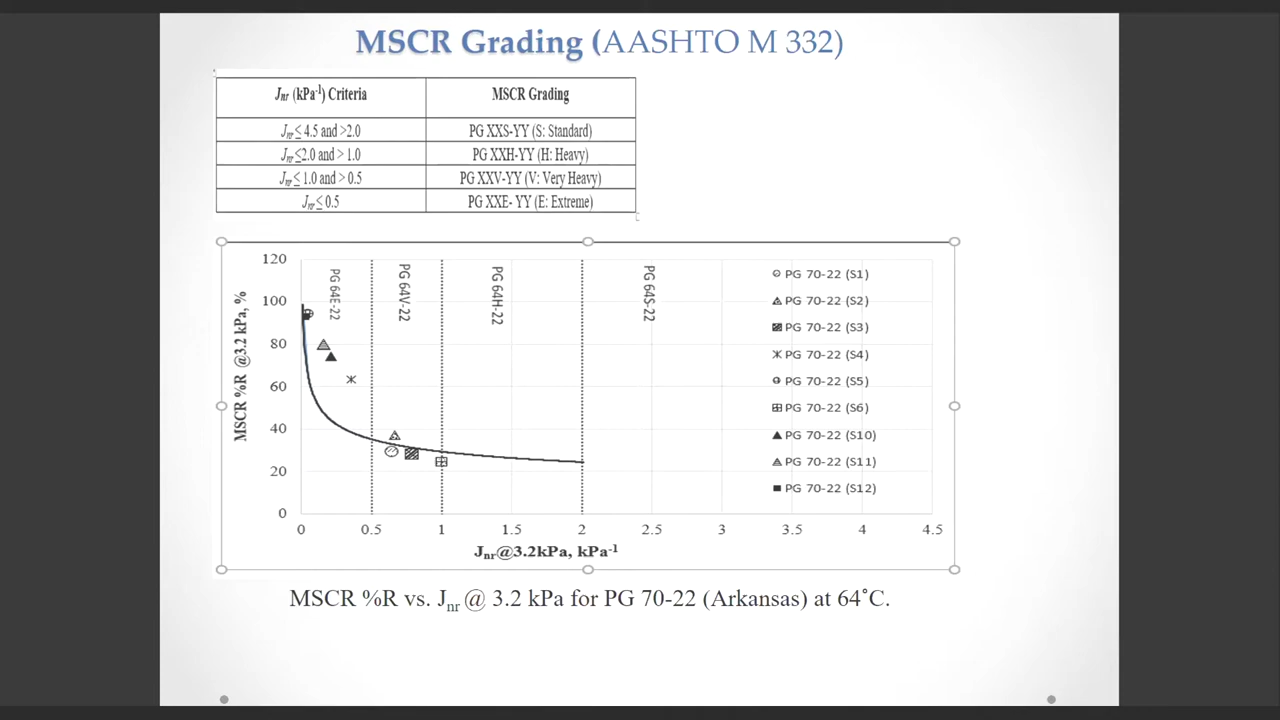 MSCR Grading (AASHTO M 332)
Jnr (kPa-1) Criteria MSCR Grading
Jnr ≤ 4.5 and >2.0 PG XXS-YY (S: Standard)
Jnr ≤2.0 and > 1.0 PG XXH-YY (H: Heavy)
Jnr ≤ 1.0 and > 0.5 PG XXV-YY (V: Very Heavy)
Jnr ≤ 0.5 PG XXE- YY (E: Extreme)
MSCR %R @3.2 kPa, %
120
100
80
60
40
20
0
PG 64E-22
PG 64V-22
PG 64H-22
PG 64S-22
PG 70-22 (S1)
PG 70-22 (S2)
PG 70-22 (S3)
PG 70-22 (S4)
PG 70-22 (S5)
PG 70-22 (S6)
PG 70-22 (S10)
PG 70-22 (S11)
PG 70-22 (S12)
0 0.5 1 1.5 2 2.5 3 3.5 4 4.5
Jnr@3.2kPa, kPa-1
MSCR %R vs. Jnr @ 3.2 kPa for PG 70-22 (Arkansas) at 64˚C.